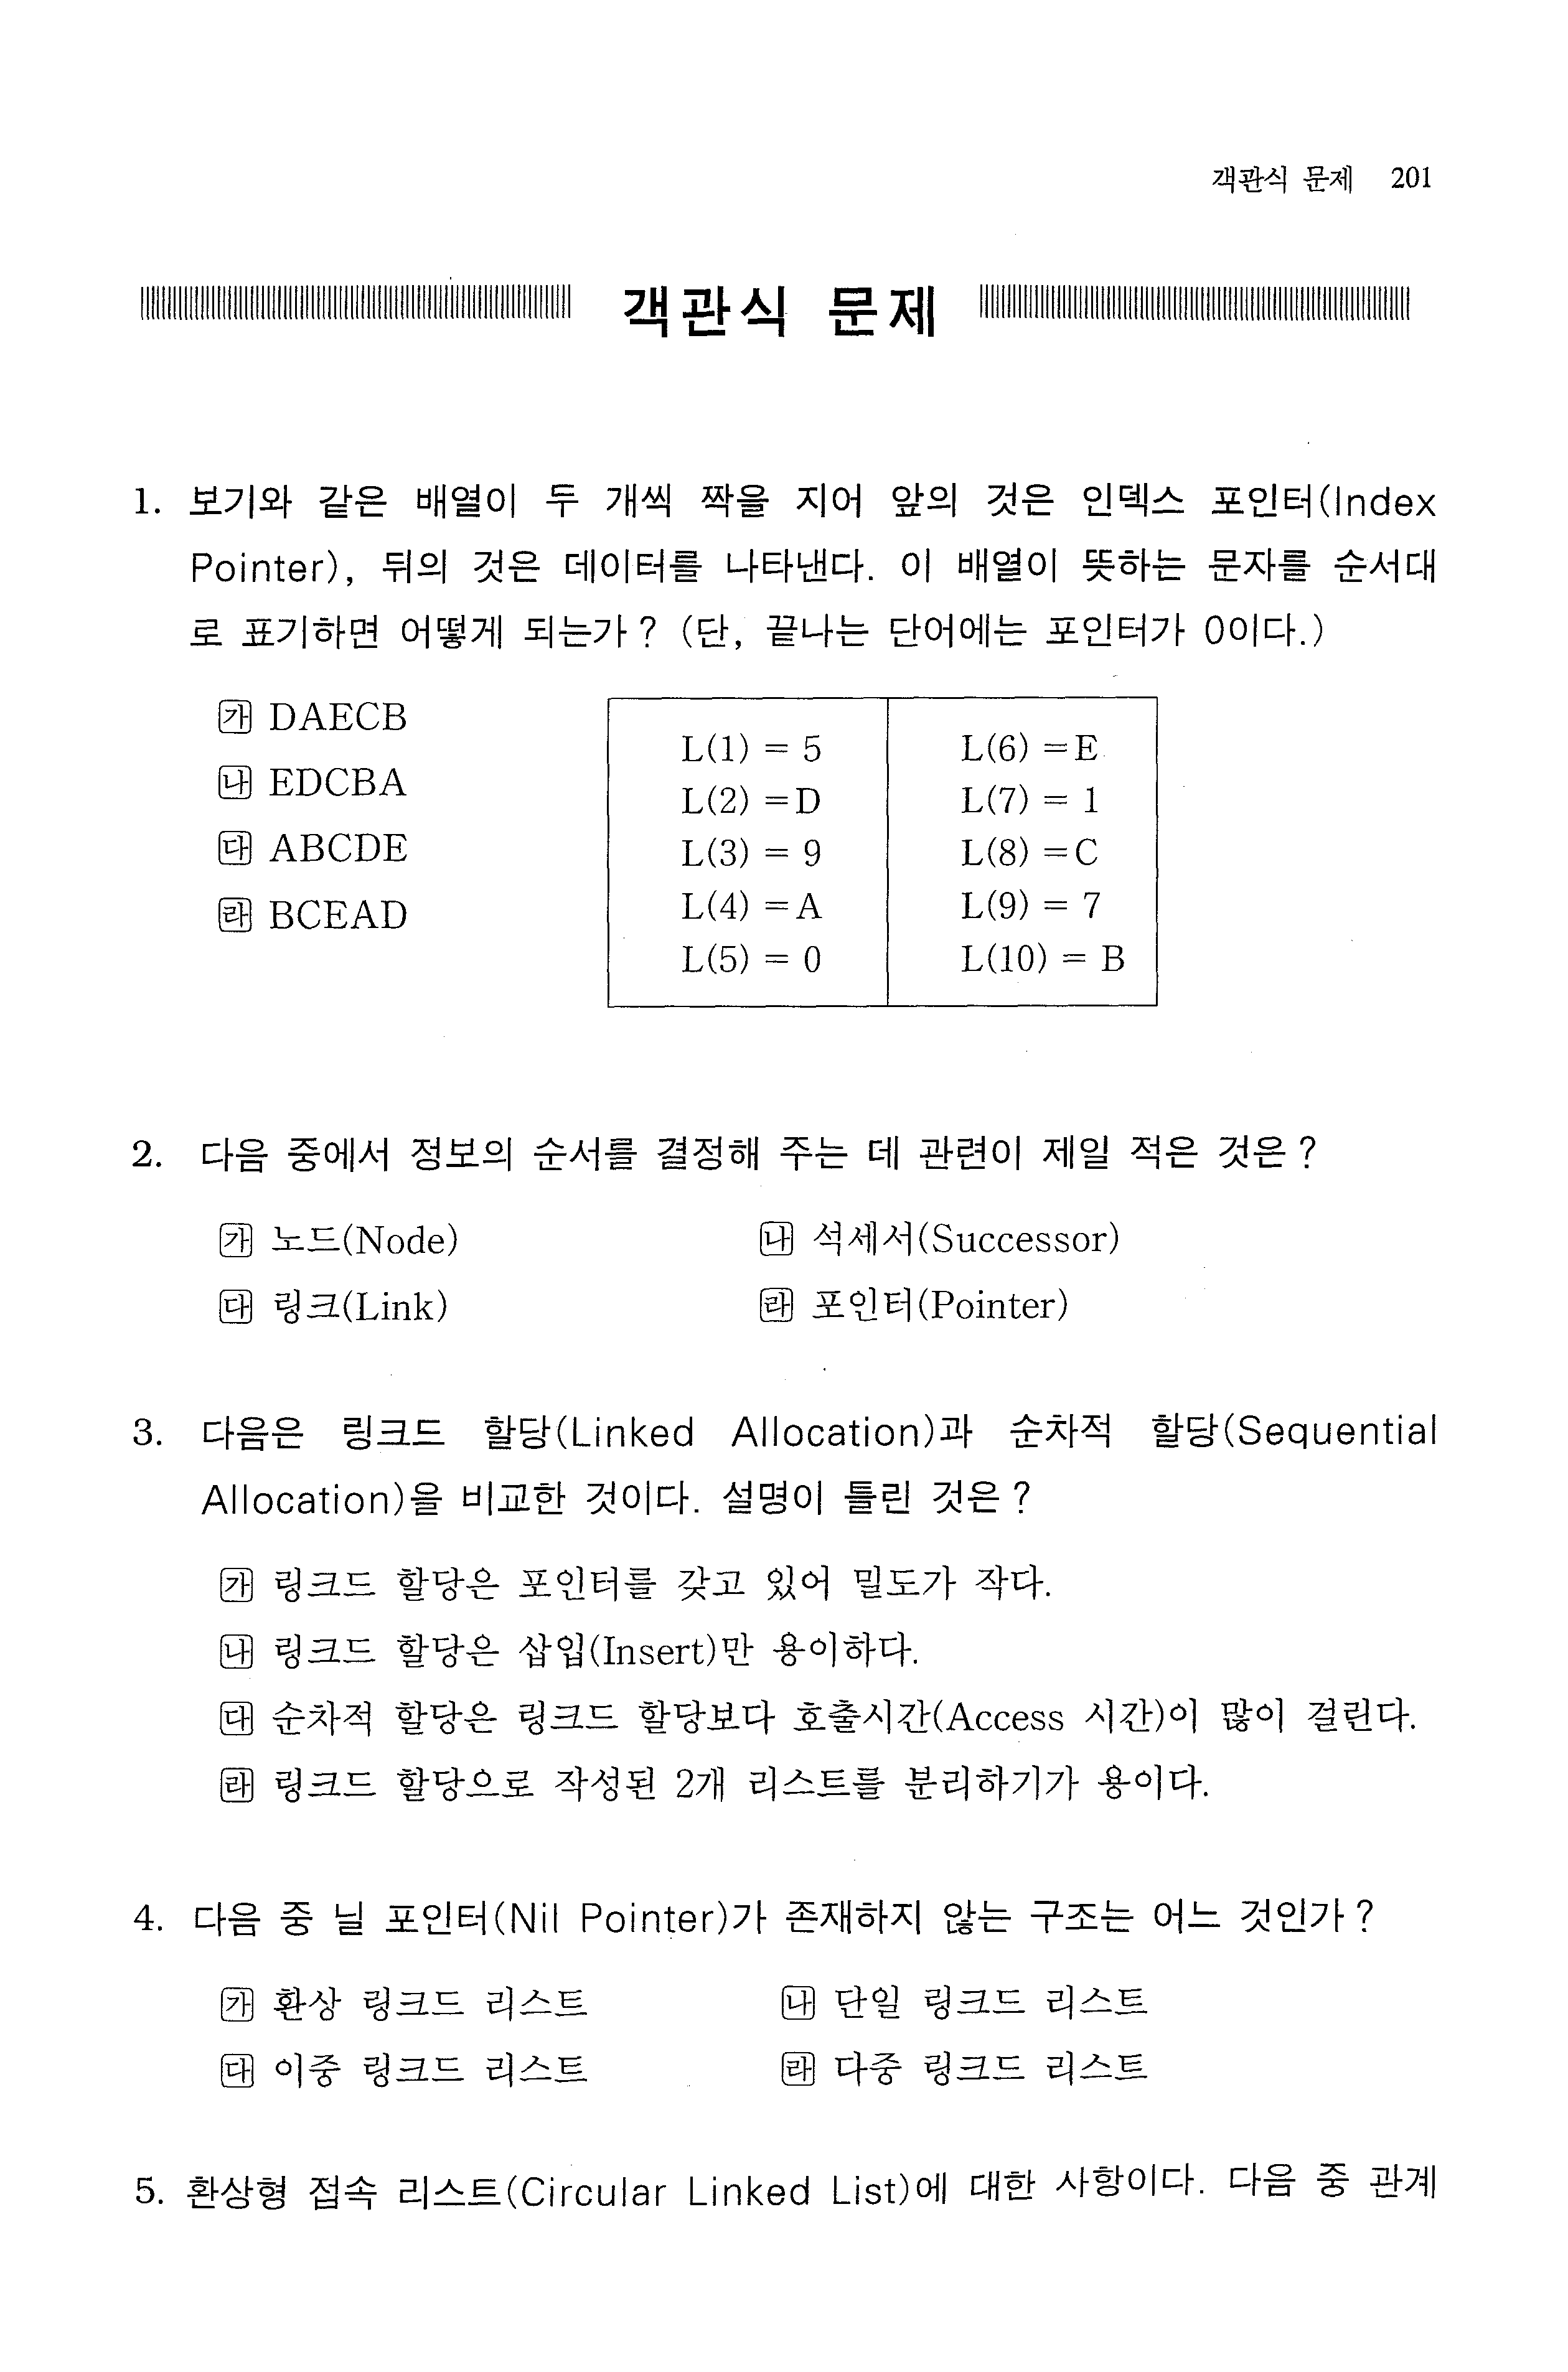 객관식 문제 201
객관식 문제
1. 보기와 같은 배열이 두 개씩 짝을 지어 앞의 것은 인덱스 포인터(Index
Pointer), 뒤의 것은 데이터를 나타낸다. 이 배열이 뜻하는 문자를 순서대
로 표기하면 어떻게 되는가? (단, 끝나는 단어에는 포인터가 0이다.)
㉮ DAECB
㉯ EDCBA
㉰ ABCDE
㉱ BCEAD
L(1) = 5
L(2) = D
L(3) = 9
L(4) = A
L(5) = 0
L(6) = E
L(7) = 1
L(8) = C
L(9) = 7
L(10) = B
2. 다음 중에서 정보의 순서를 결정해 주는 데 관련이 제일 적은 것은?
㉮ 노드(Node) ㉯ 석세서(Successor)
㉰ 링크(Link) ㉱ 포인터(Pointer)
3. 다음은 링크드 할당(Linked Allocation)과 순차적 할당(Sequential
Allocation)을 비교한 것이다. 설명이 틀린 것은?
㉮ 링크드 할당은 포인터를 갖고 있어 밀도가 작다.
㉯ 링크드 할당은 삽입(Insert)만 용이하다.
㉰ 순차적 할당은 링크드 할당보다 호출시간(Access 시간)이 많이 걸린다.
㉱ 링크드 할당으로 작성된 2개 리스트를 분리하기가 용이다.
4. 다음 중 닐 포인터(Nil Pointer)가 존재하지 않는 구조는 어느 것인가?
㉮ 환상 링크드 리스트 ㉯ 단일 링크드 리스트
㉰ 이중 링크드 리스트 ㉱ 다중 링크드 리스트
5. 환상형 접속 리스트(Circular Linked List)에 대한 사항이다. 다음 중 관계